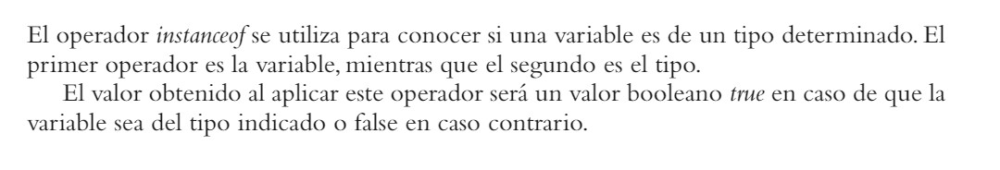 El operador instanceof se utiliza para conocer si una variable es de un tipo determinado. El
primer operador es la variable, mientras que el segundo es el tipo.
El valor obtenido al aplicar este operador será un valor booleano true en caso de que la
variable sea del tipo indicado o false en caso contrario.